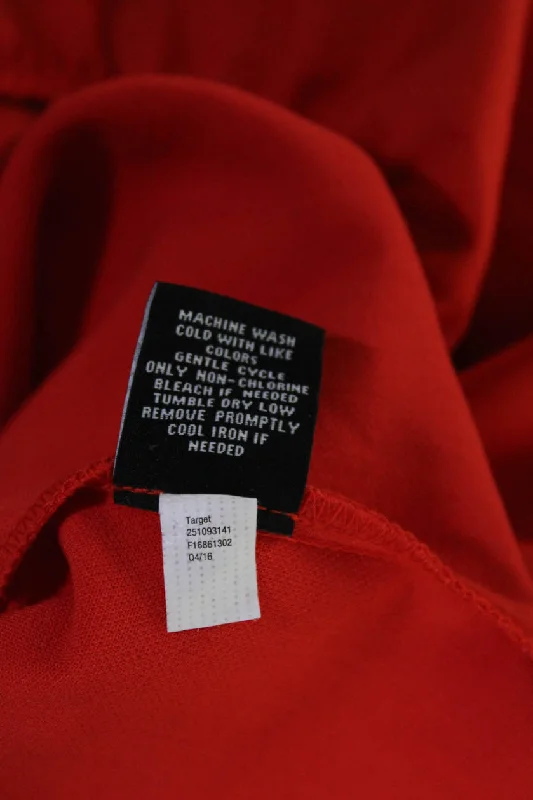 MACHINE WASH
COLD WITH LIKE
COLORS
GENTLE CYCLE
ONLY NON-CHLORINE
BLEACH IF NEEDED
TUMBLE DRY LOW
REMOVE PROMPTLY
COOL IRON IF
NEEDED
Target
251093141
F16861302
04/16